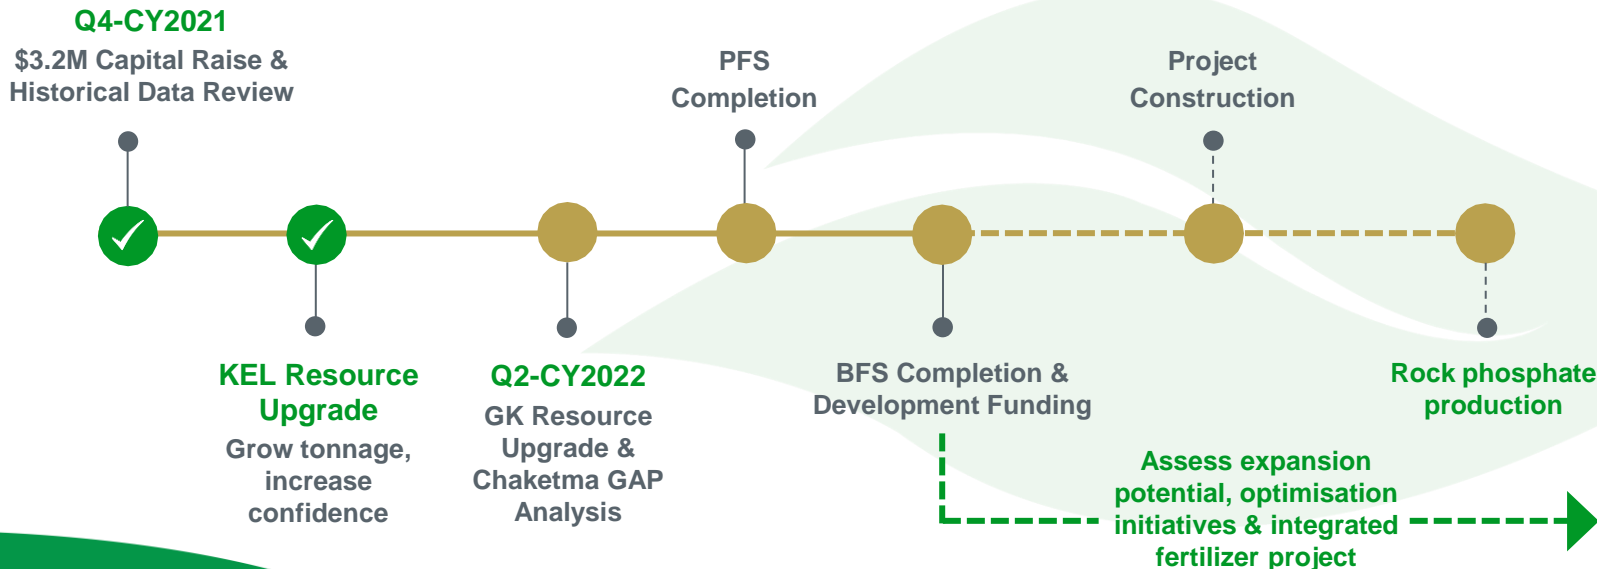 Q4-CY2021
$3.2M Capital Raise &
Historical Data Review
PFS
Completion
Project
Construction
KEL Resource
Upgrade
Grow tonnage,
increase
confidence
Q2-CY2022
GK Resource
Upgrade &
Chaketma GAP
Analysis
BFS Completion &
Development Funding
Rock phosphate
production
Assess expansion
potential, optimisation
initiatives & integrated
fertilizer project